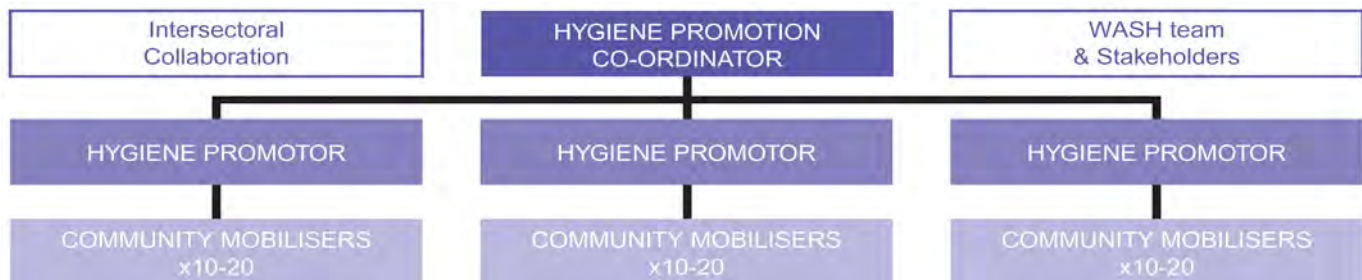 Intersectoral
Collaboration
HYGIENE PROMOTION
CO-ORDINATOR
WASH team
& Stakeholders
HYGIENE PROMOTOR
HYGIENE PROMOTOR
HYGIENE PROMOTOR
COMMUNITY MOBILISERS
x10-20
COMMUNITY MOBILISERS
x10-20
COMMUNITY MOBILISERS
x10-20